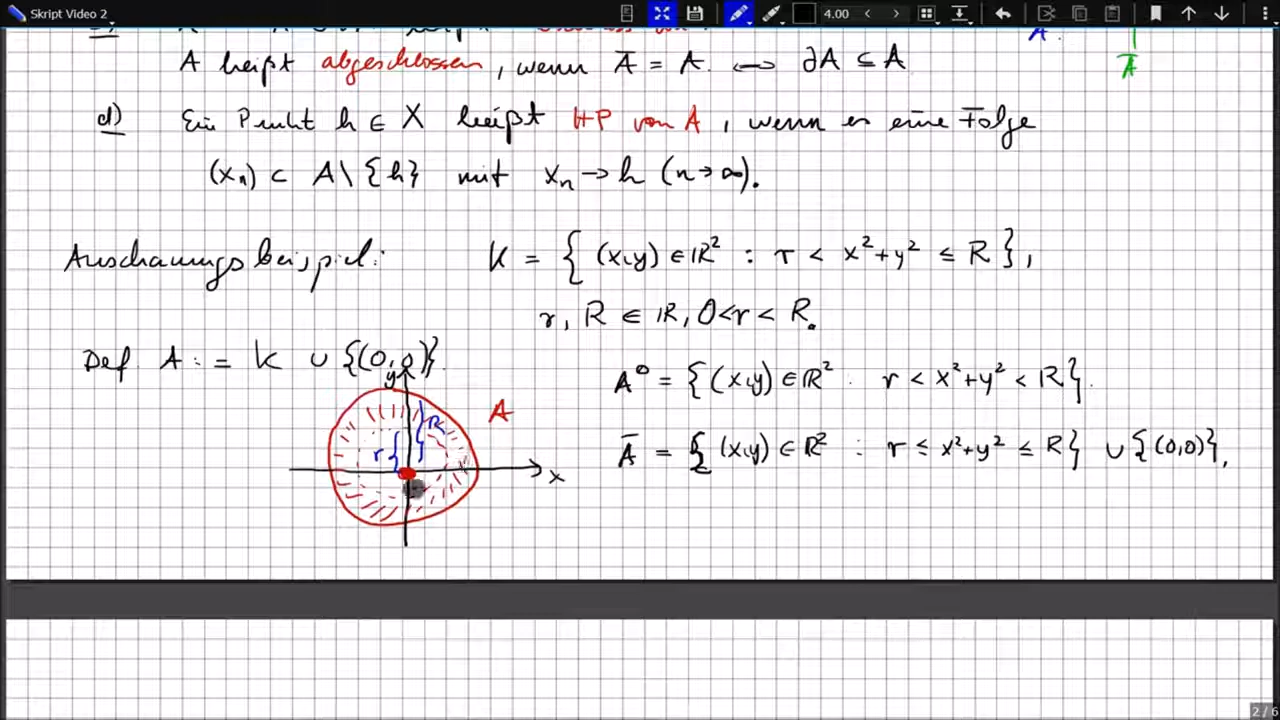 Skript Video 2
4.00
A heißt abgeschlossen, wenn A̅ = A. ⟺ ∂A ⊆ A
A̅
d) Ein Punkt h ∈ X heißt HP von A, wenn es eine Folge
(xₙ) ⊂ A\{h} mit xₙ → h (n→∞).
Anschauungsbeispiel: K = { (x,y) ∈ ℝ² : r < x²+y² ≤ R },
r, R ∈ ℝ, 0<r< R.
Def. A := K ∪ {(0,0)}.
A⁰ = {(x,y) ∈ ℝ² : r < x²+y² < R}.
A̅ = {(x,y) ∈ ℝ² : r ≤ x²+y² ≤ R} ∪ {(0,0)},
y
A
R
r
x
2 / 6